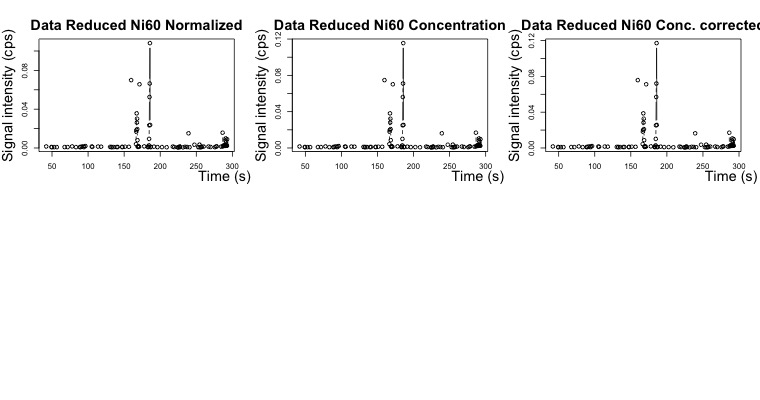 Data Reduced Ni60 Normalized
Signal intensity (cps)
0.00 0.04 0.08
50 100 150 200 250 300
Time (s)
Data Reduced Ni60 Concentration
Signal intensity (cps)
0.00 0.04 0.08 0.12
50 100 150 200 250 300
Time (s)
Data Reduced Ni60 Conc. corrected
Signal intensity (cps)
0.00 0.04 0.08 0.12
50 100 150 200 250 300
Time (s)